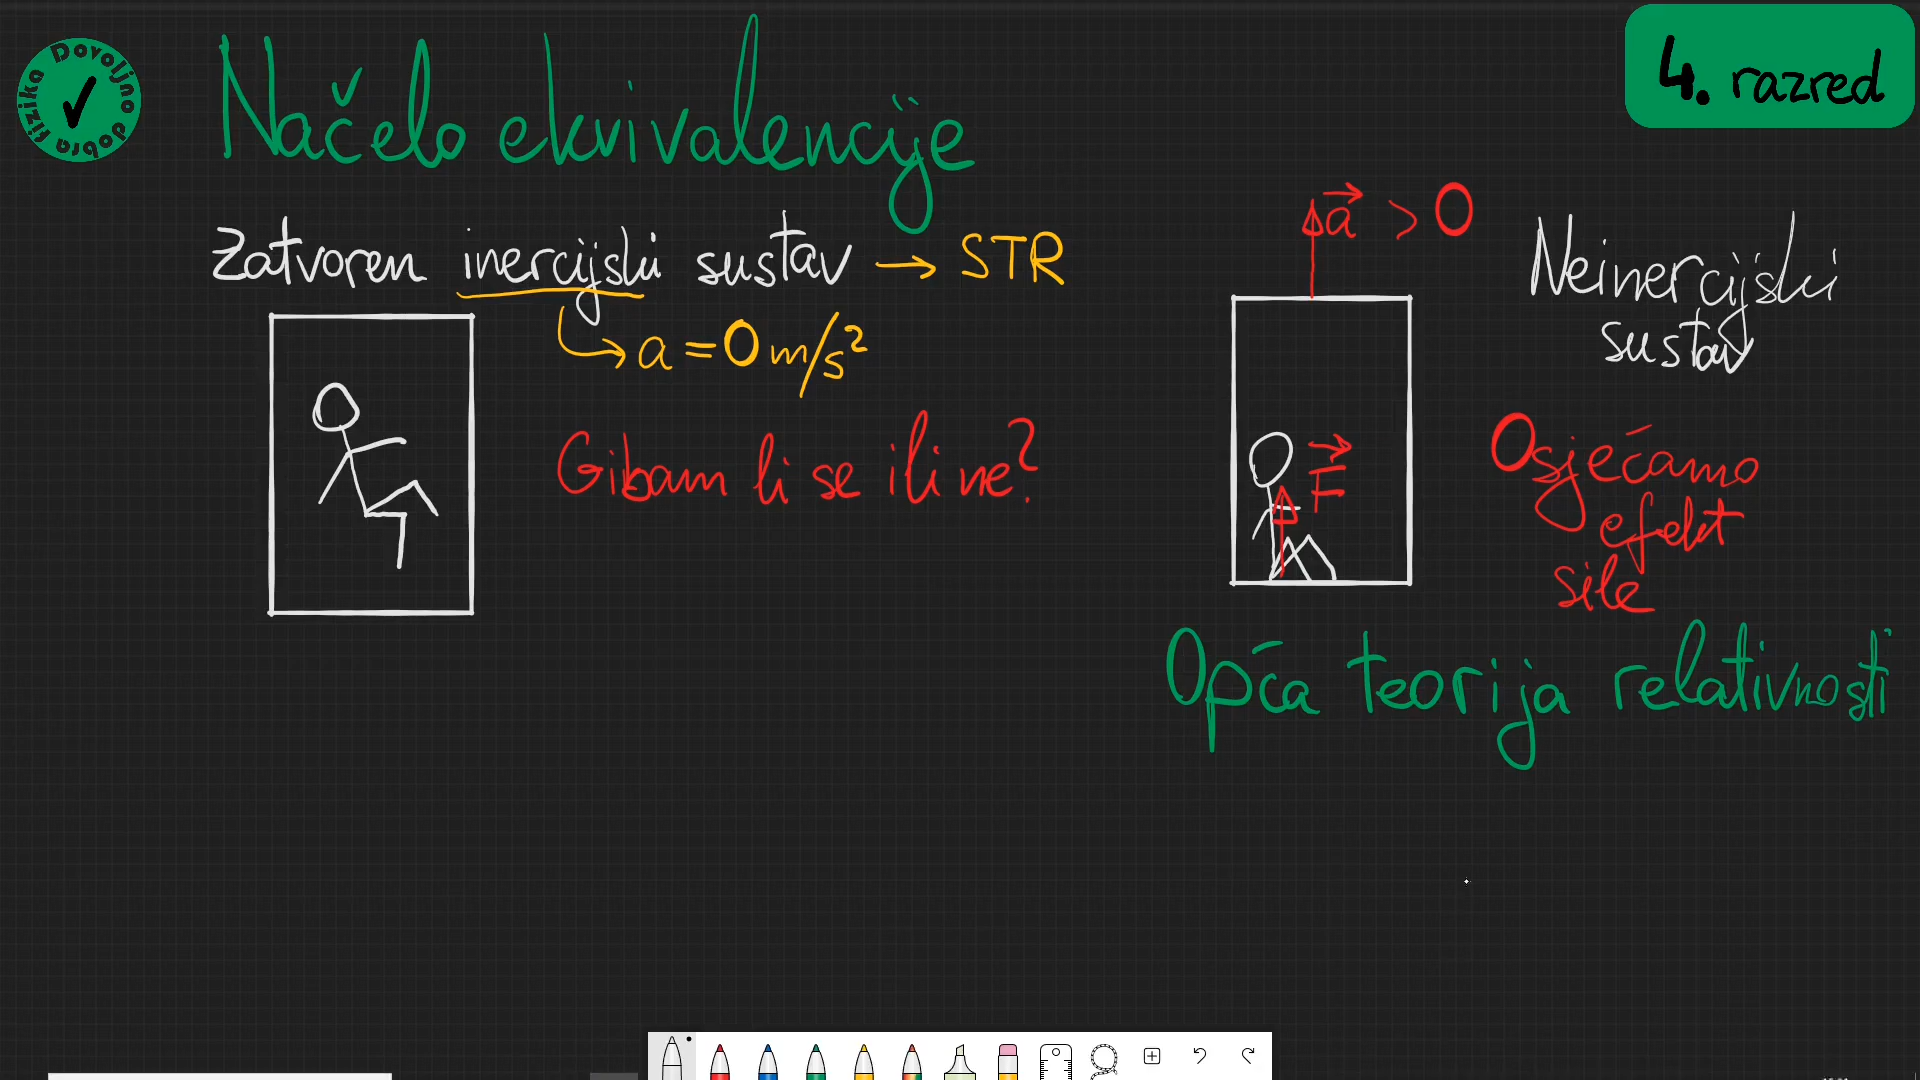 Dovoljno dobra fizika
Načelo ekvivalencije
4. razred
Zatvoren inercijski sustav → STR
↳ a = 0 m/s²
Gibam li se ili ne?
a⃗ > 0
Neinercijski
sustav
F⃗
Osjećamo
efekt
sile
Opća teorija relativnosti